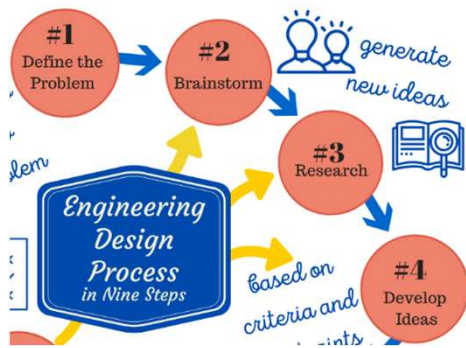 #1
Define the
Problem
#2
Brainstorm
generate
new ideas
#3
Research
Engineering
Design
Process
in Nine Steps
based on
criteria and
#4
Develop
Ideas